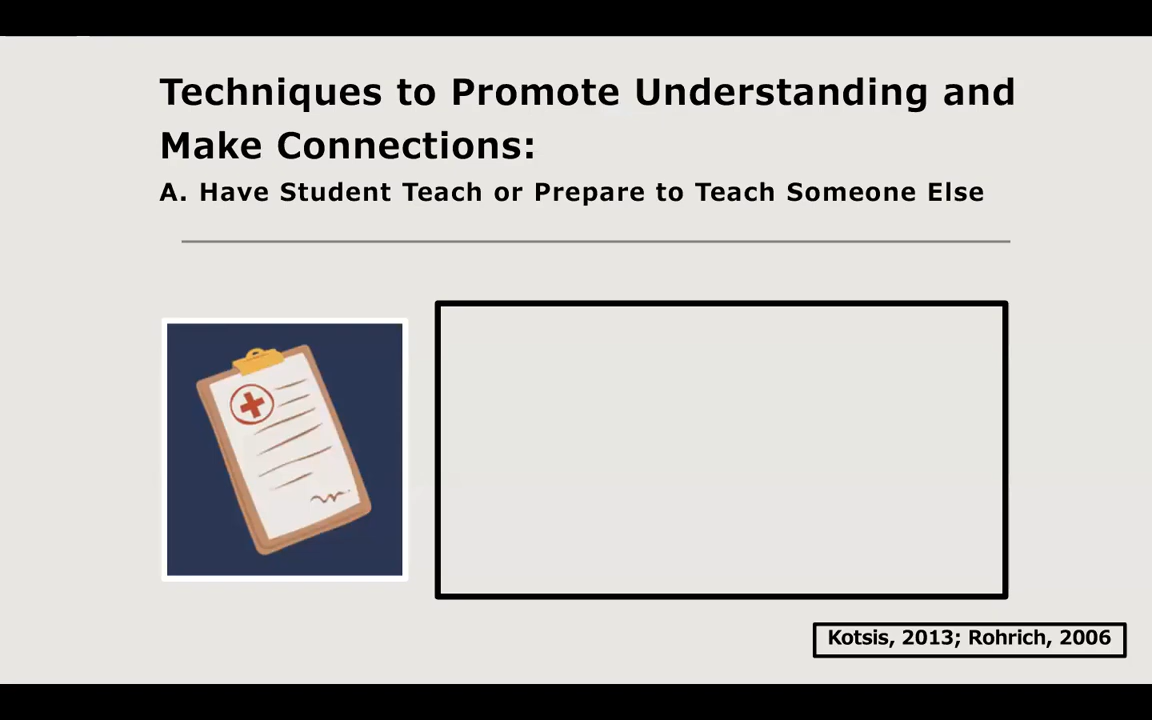 Techniques to Promote Understanding and
Make Connections:
A. Have Student Teach or Prepare to Teach Someone Else
Kotsis, 2013; Rohrich, 2006